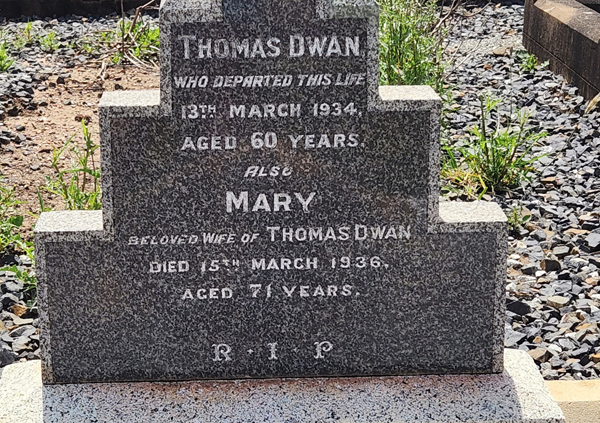 THOMAS DWAN
WHO DEPARTED THIS LIFE
13TH MARCH 1934,
AGED 60 YEARS.
ALSO
MARY
BELOVED WIFE OF THOMAS DWAN
DIED 15TH MARCH 1936.
AGED 71 YEARS.
R · I · P